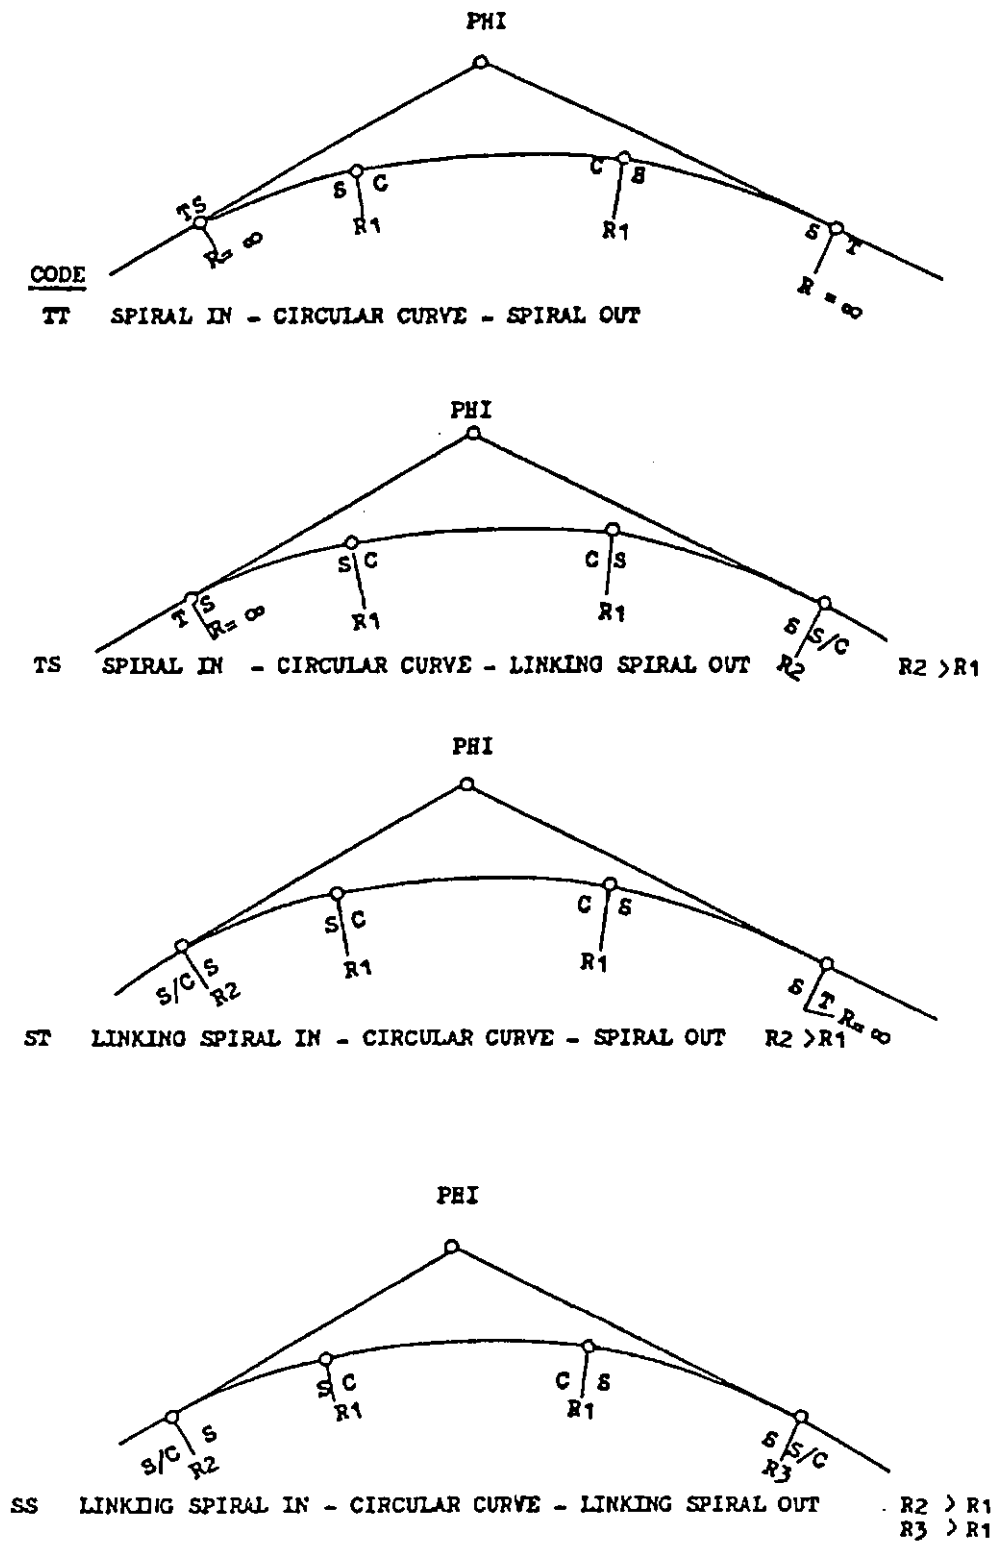 PHI
TS
R= ∞
S C
R1
C S
R1
S T
R = ∞
CODE
TT SPIRAL IN - CIRCULAR CURVE - SPIRAL OUT
PHI
T S
R= ∞
S C
R1
C S
R1
S S/C
R2
TS SPIRAL IN - CIRCULAR CURVE - LINKING SPIRAL OUT R2 >R1
PHI
S/C S
R2
S C
R1
C S
R1
S T
R= ∞
ST LINKING SPIRAL IN - CIRCULAR CURVE - SPIRAL OUT R2 >R1
PHI
S/C S
R2
S C
R1
C S
R1
S S/C
R3
SS LINKING SPIRAL IN - CIRCULAR CURVE - LINKING SPIRAL OUT R2 > R1
R3 > R1